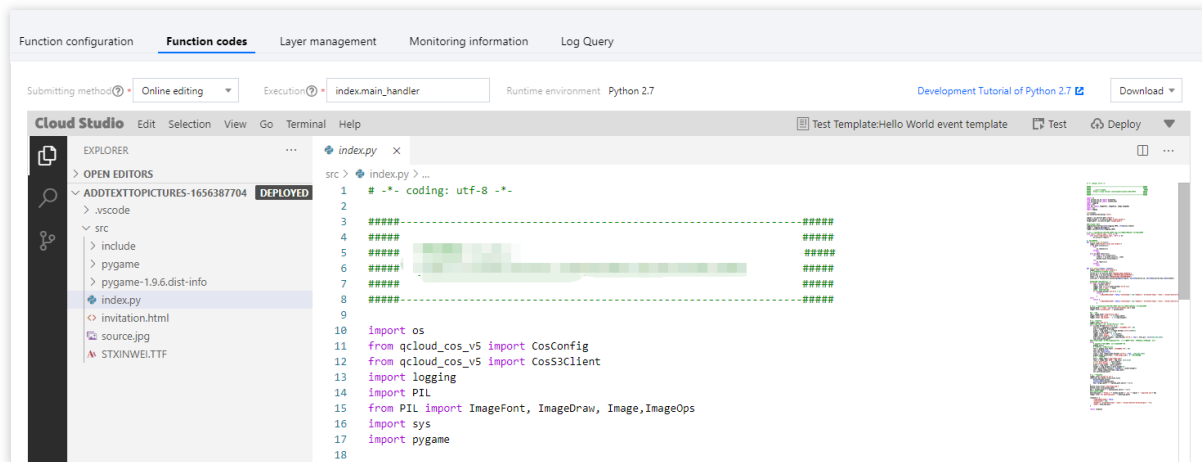 Function configuration Function codes Layer management Monitoring information Log Query
Submitting method * Online editing Execution * index.main_handler Runtime environment Python 2.7 Development Tutorial of Python 2.7 Download
Cloud Studio Edit Selection View Go Terminal Help Test Template:Hello World event template Test Deploy
EXPLORER ... index.py ×
OPEN EDITORS src > index.py > ...
ADDTEXTTOPICTURES-1656387704 DEPLOYED
> .vscode
src
> include
> pygame
> pygame-1.9.6.dist-info
index.py
invitation.html
source.jpg
STXINWEI.TTF
1 # -*- coding: utf-8 -*-
2
3 #####----------------------------------------------------------------#####
4 ##### #####
5 ##### #####
6 ##### #####
7 ##### #####
8 #####----------------------------------------------------------------#####
9
10 import os
11 from qcloud_cos_v5 import CosConfig
12 from qcloud_cos_v5 import CosS3Client
13 import logging
14 import PIL
15 from PIL import ImageFont, ImageDraw, Image,ImageOps
16 import sys
17 import pygame
18